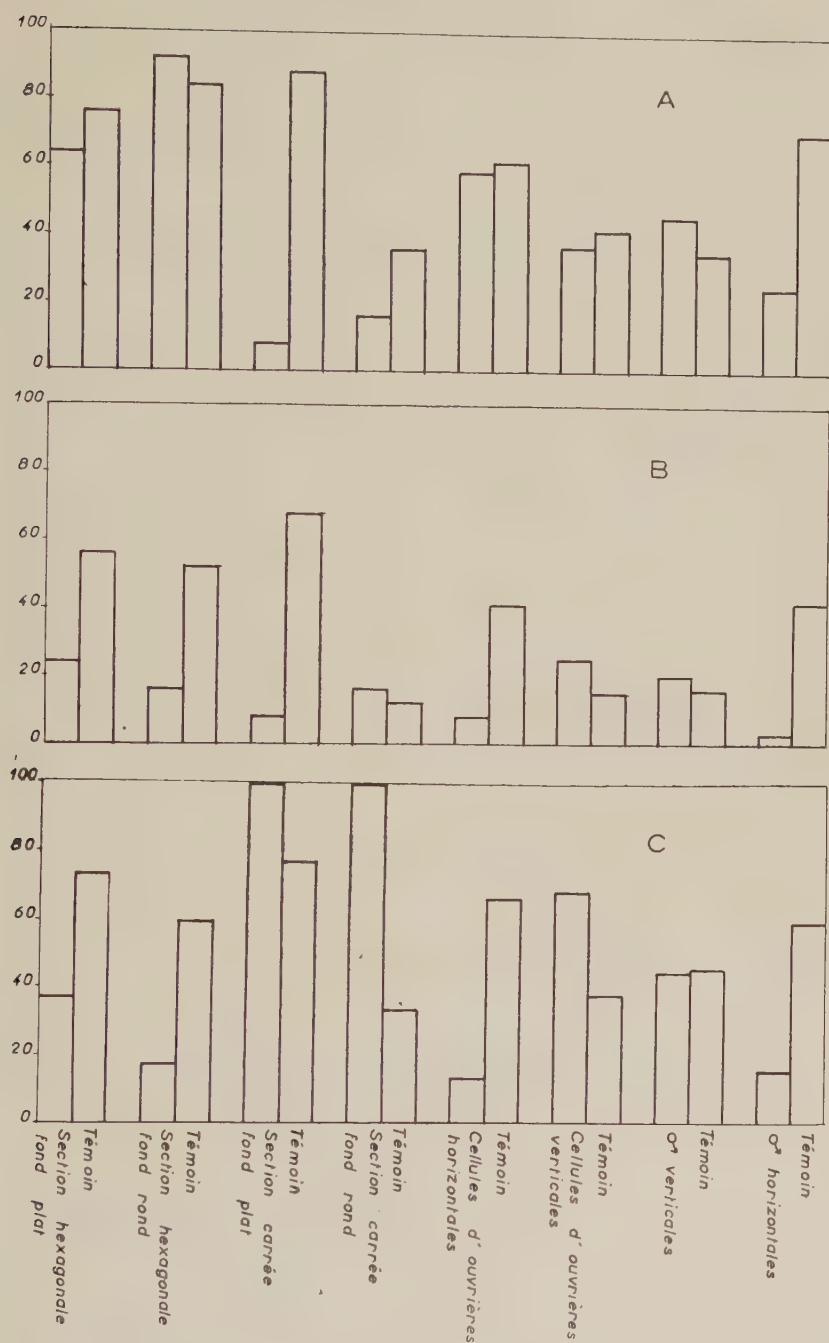 100
80
60
40
20
0
A
100
80
60
40
20
0
B
100
80
60
40
20
0
C
Section hexagonale
fond plat
Témoin
Section hexagonale
fond rond
Témoin
Section carrée
fond plat
Témoin
Section carrée
fond rond
Témoin
Cellules d'ouvrières
horizontales
Témoin
Cellules d'ouvrières
verticales
Témoin
♂ verticales
Témoin
♂ horizontales
Témoin